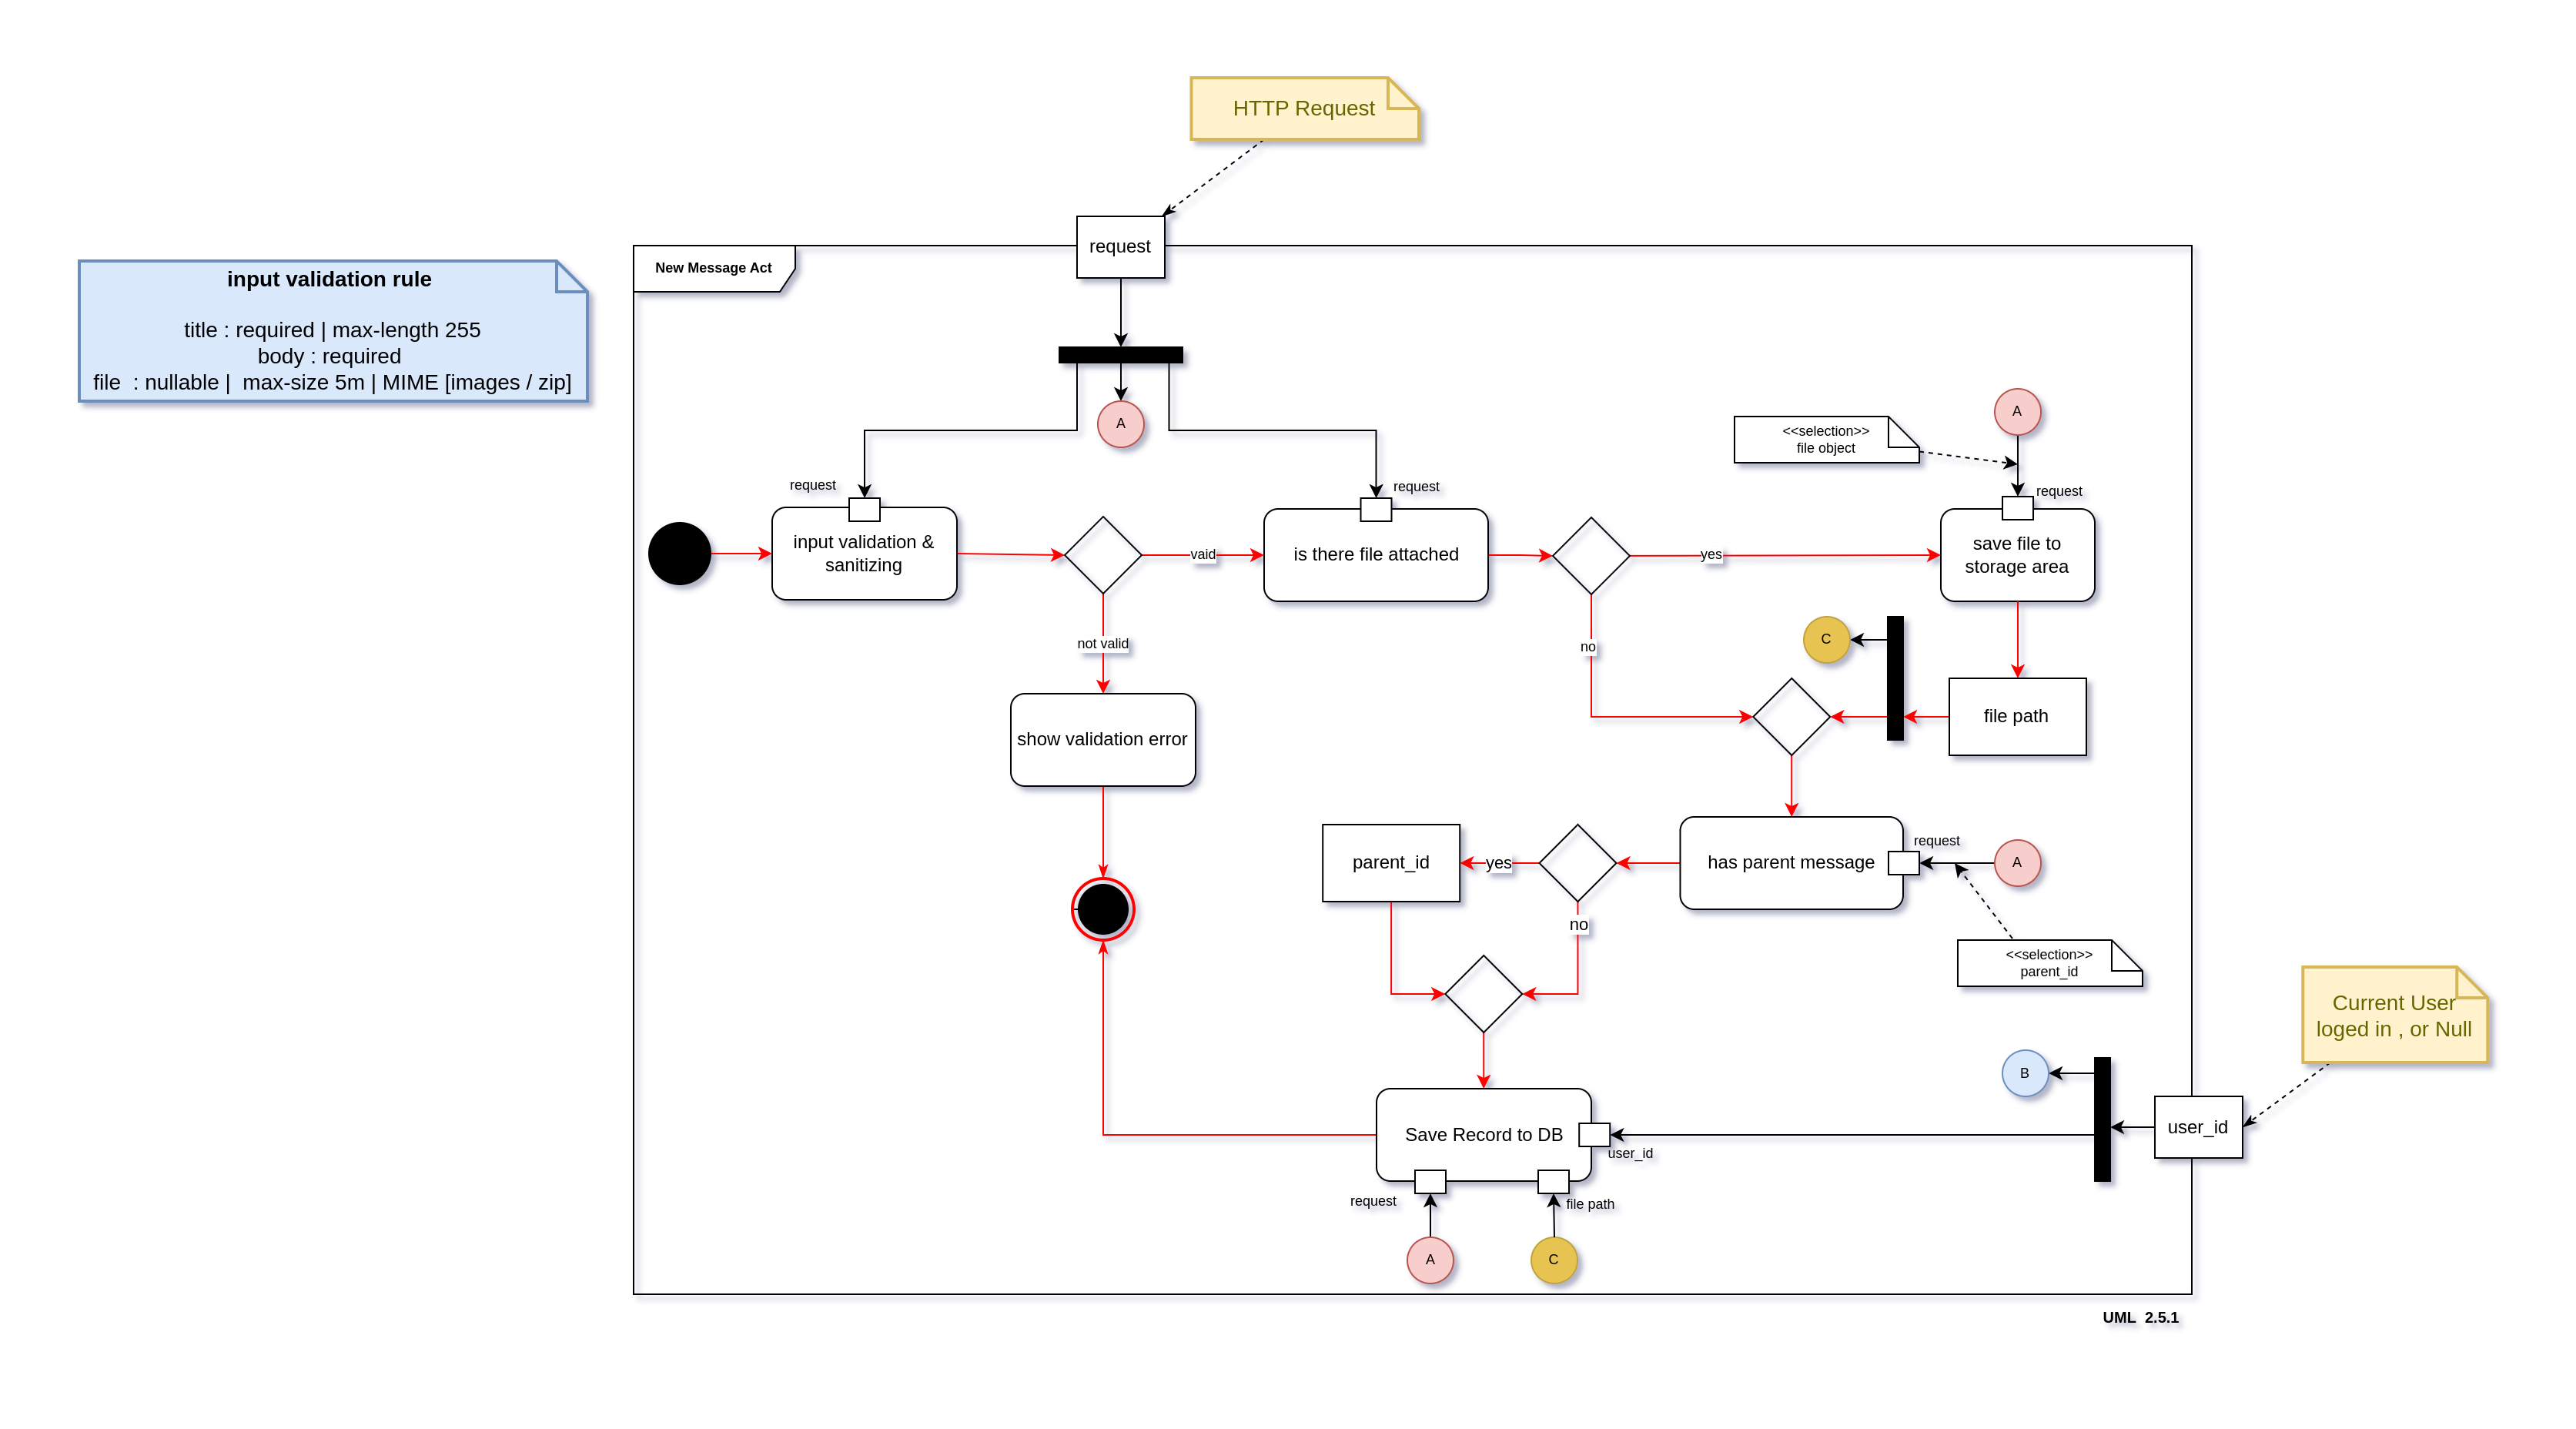 HTTP Request
request
New Message Act
input validation rule
title : required | max-length 255
body : required
file  : nullable |  max-size 5m | MIME [images / zip]
A
A
<<selection>>
file object
request
request
request
input validation &
sanitizing
vaid
is there file attached
yes
save file to
storage area
not valid
no
C
file path
show validation error
request
parent_id
yes
has parent message
A
no
<<selection>>
parent_id
Current User
loged in , or Null
B
Save Record to DB
user_id
user_id
request
file path
A
C
UML  2.5.1